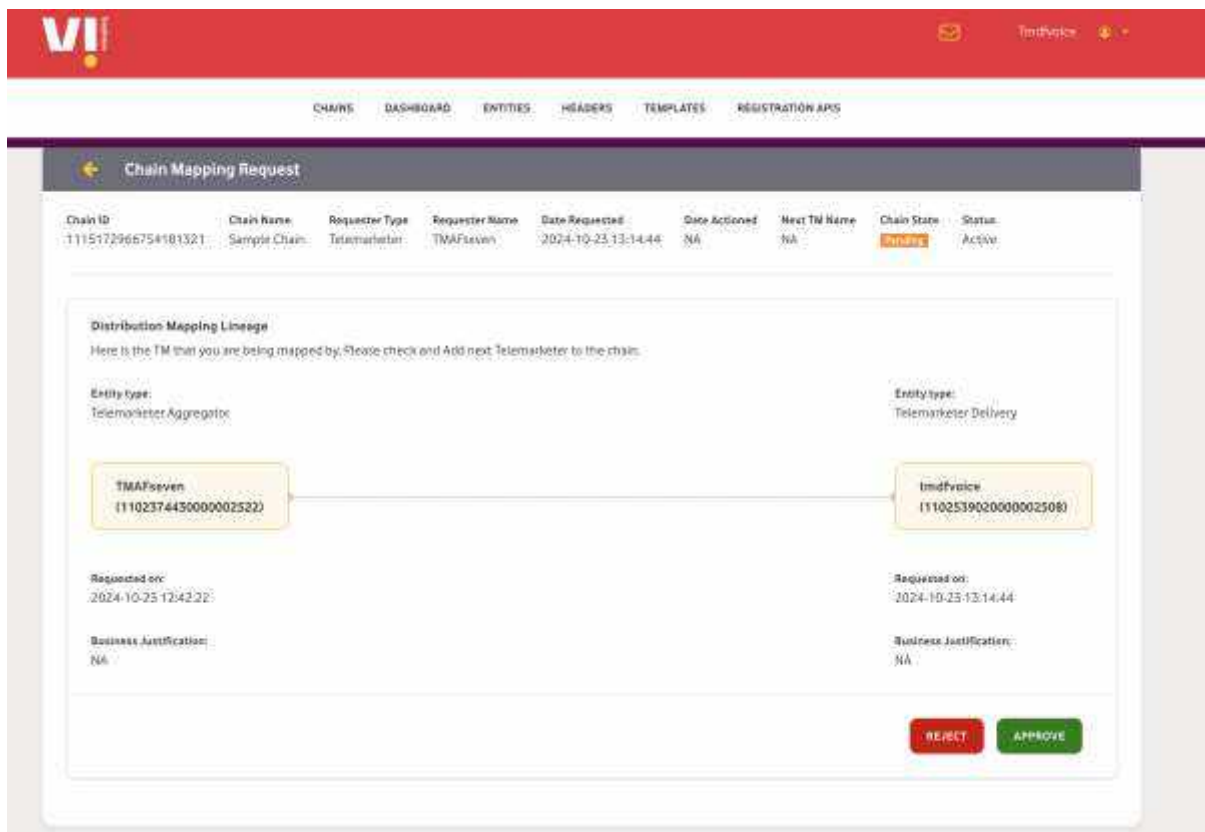 VI
Tmdfvoice
CHAINS DASHBOARD ENTITIES HEADERS TEMPLATES REGISTRATION APIS
Chain Mapping Request
Chain ID Chain Name Requester Type Requester Name Date Requested Date Actioned Next TM Name Chain State Status
1115172966754181321 Sample Chain Telemarketer TMAFseven 2024-10-23 13:14:44 NA NA Pending Active
Distribution Mapping Lineage
Here is the TM that you are being mapped by. Please check and Add next Telemarketer to the chain.
Entity type: Entity type:
Telemarketer Aggregator Telemarketer Delivery
TMAFseven tmdfvoice
(1102374430000002522) (1102539020000002508)
Requested on: Requested on:
2024-10-23 12:42:22 2024-10-23 13:14:44
Business Justification: Business Justification:
NA NA
REJECT APPROVE